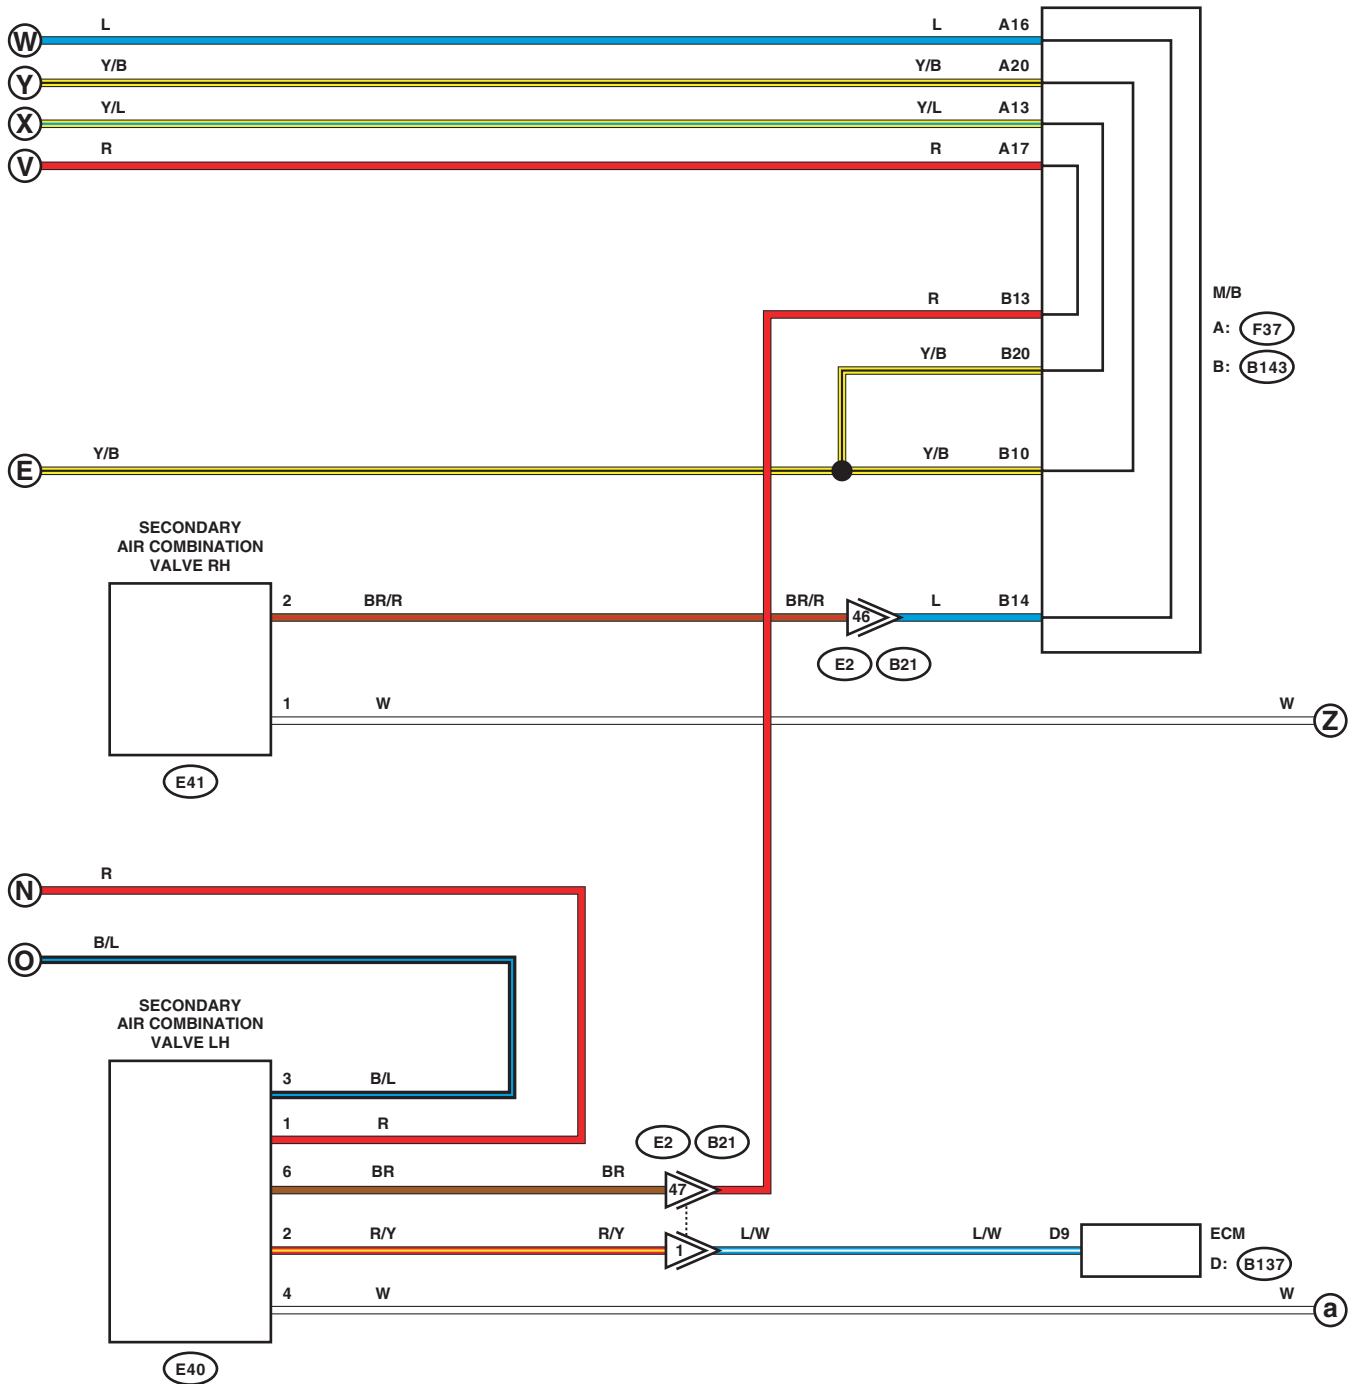 L L A16
W
Y/B Y/B A20
Y
Y/L Y/L A13
X
R R A17
V
R B13
M/B
A: F37
Y/B B20
B: B143
Y/B Y/B B10
E
SECONDARY
AIR COMBINATION
VALVE RH
2 BR/R BR/R 46 L B14
E2 B21
1 W W
Z
E41
R
N
B/L
O
SECONDARY
AIR COMBINATION
VALVE LH
3 B/L
1 R
E2 B21
6 BR BR 47
2 R/Y R/Y 1 L/W L/W D9 ECM
D: B137
4 W W
a
E40